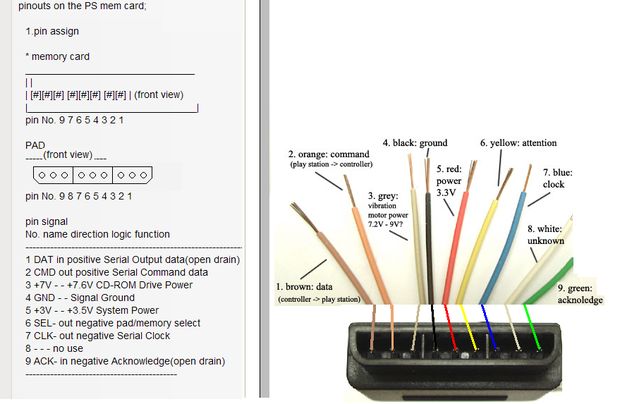 pinouts on the PS mem card;
1.pin assign
* memory card
| |
| [#][#][#] [#][#][#] [#][#] | (front view)
|_______________________________|
pin No. 9 7 6 5 4 3 2 1
PAD
_____(front view)____
pin No. 9 8 7 6 5 4 3 2 1
pin signal
No. name direction logic function
1 DAT in positive Serial Output data(open drain)
2 CMD out positive Serial Command data
3 +7V - - +7.6V CD-ROM Drive Power
4 GND - - Signal Ground
5 +3V - - +3.5V System Power
6 SEL- out negative pad/memory select
7 CLK- out negative Serial Clock
8 - - - no use
9 ACK- in negative Acknowledge(open drain)
1. brown: data
(controller -> play station)
2. orange: command
(play station -> controller)
3. grey:
vibration
motor power
7.2V - 9V?
4. black: ground
5. red:
power
3.3V
6. yellow: attention
7. blue:
clock
8. white:
unknown
9. green:
acknoledge